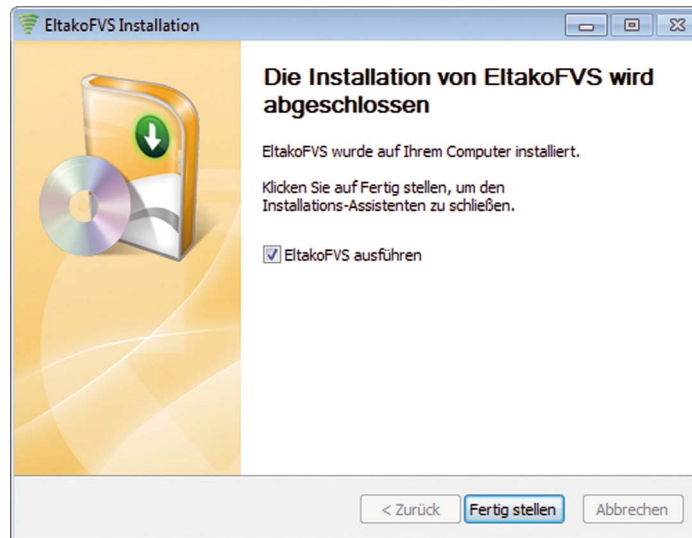 EltakoFVS Installation
Die Installation von EltakoFVS wird
abgeschlossen
EltakoFVS wurde auf Ihrem Computer installiert.
Klicken Sie auf Fertig stellen, um den
Installations-Assistenten zu schließen.
EltakoFVS ausführen
< Zurück
Fertig stellen
Abbrechen